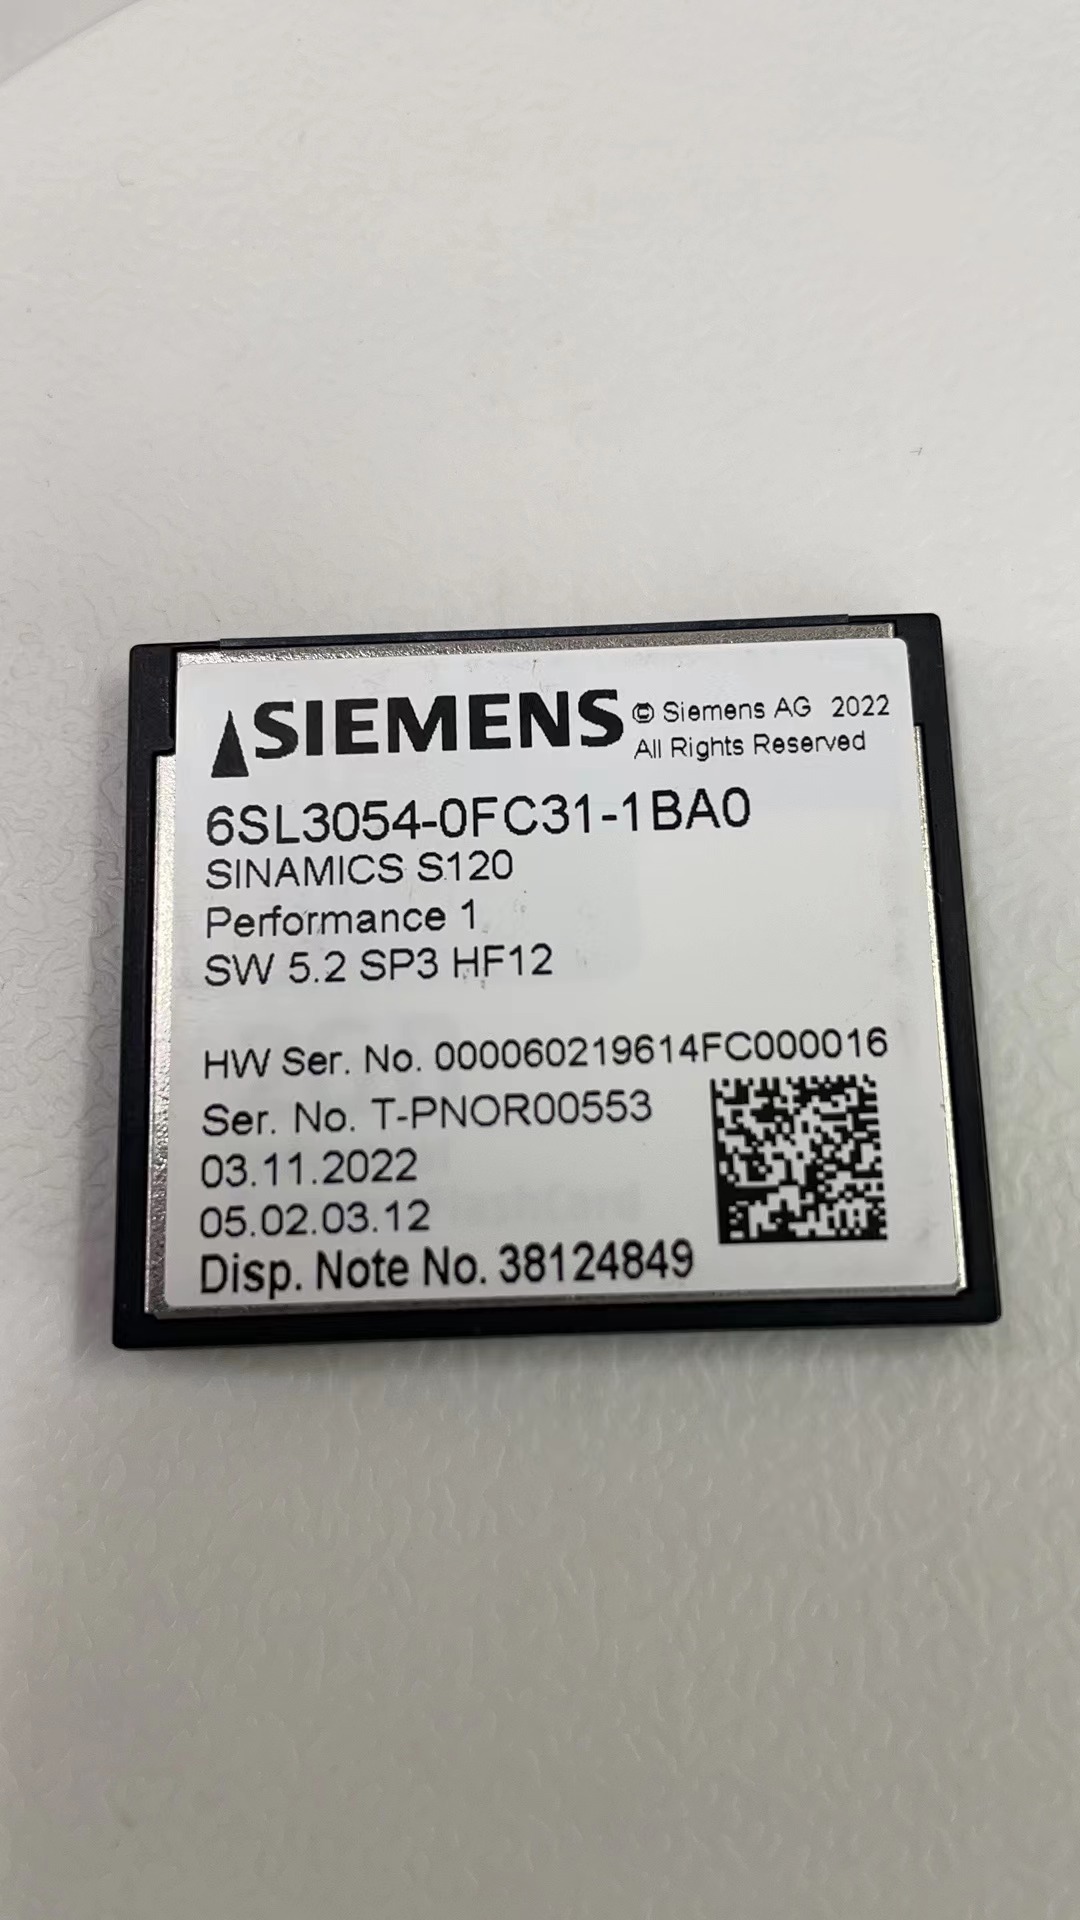 SIEMENS © Siemens AG 2022
All Rights Reserved
6SL3054-0FC31-1BA0
SINAMICS S120
Performance 1
SW 5.2 SP3 HF12
HW Ser. No. 000060219614FC000016
Ser. No. T-PNOR00553
03.11.2022
05.02.03.12
Disp. Note No. 38124849